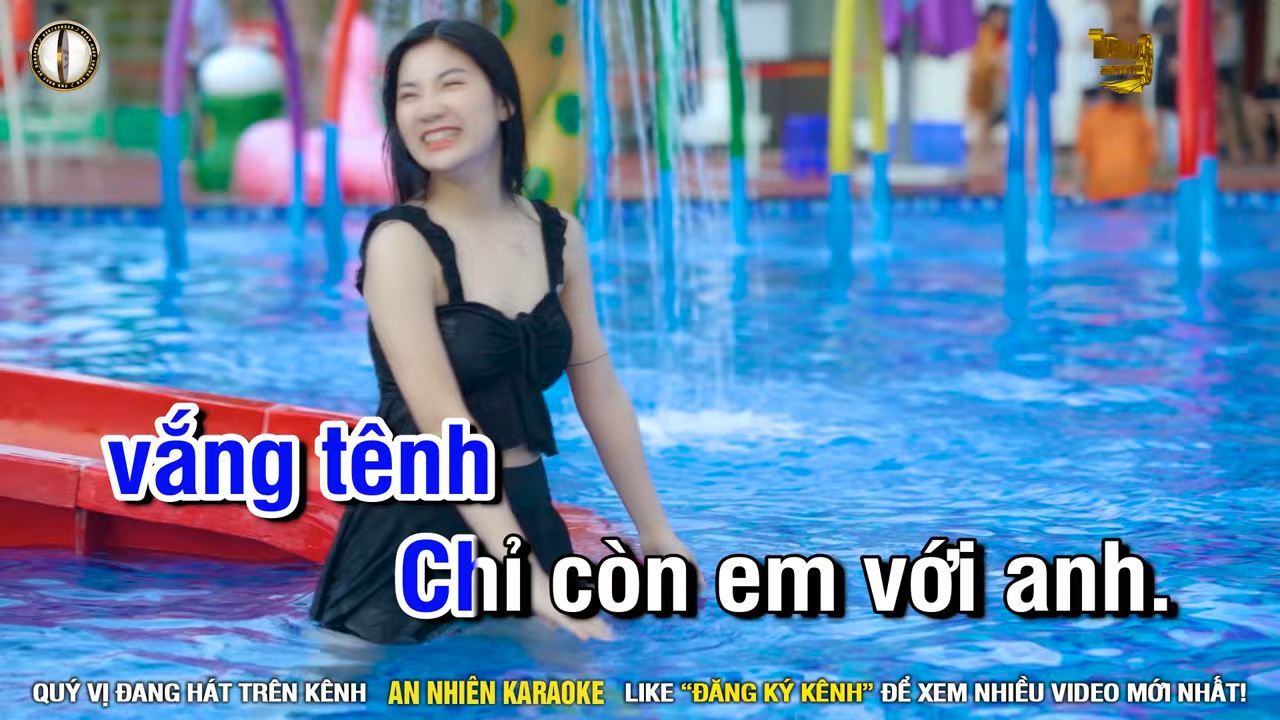 vắng tênh
Chỉ còn em với anh.
QUÝ VỊ ĐANG HÁT TRÊN KÊNH AN NHIÊN KARAOKE LIKE “ĐĂNG KÝ KÊNH” ĐỂ XEM NHIỀU VIDEO MỚI NHẤT!